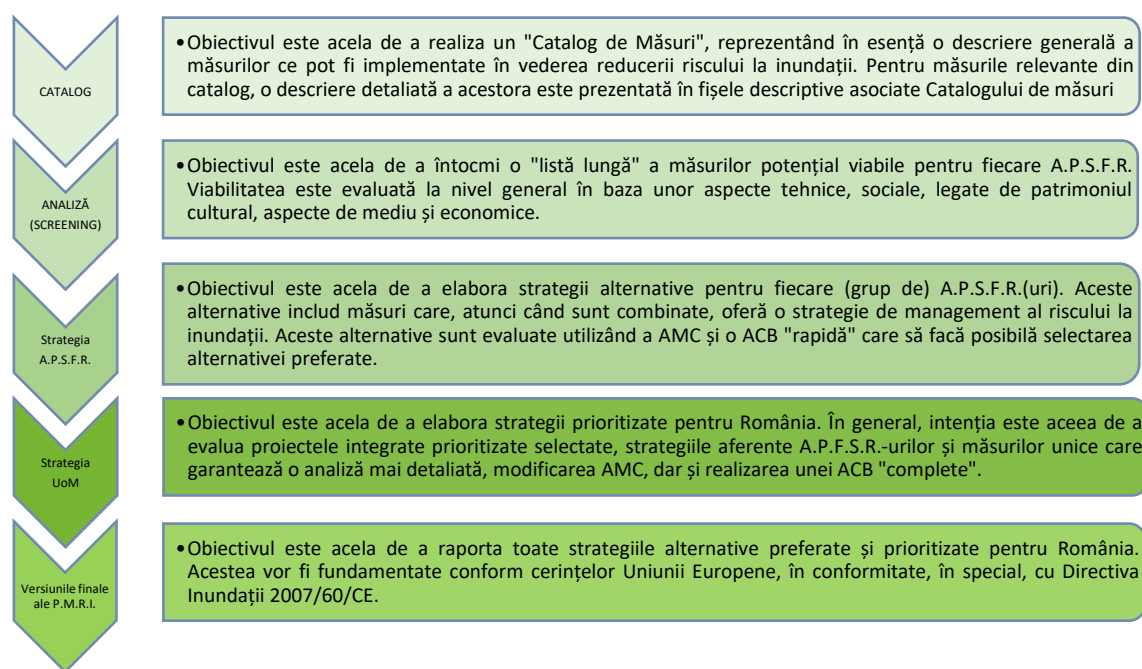 CATALOG
•Obiectivul este acela de a realiza un "Catalog de Măsuri", reprezentând în esență o descriere generală a
măsurilor ce pot fi implementate în vederea reducerii riscului la inundații. Pentru măsurile relevante din
catalog, o descriere detaliată a acestora este prezentată în fișele descriptive asociate Catalogului de măsuri
ANALIZĂ
(SCREENING)
•Obiectivul este acela de a întocmi o "listă lungă" a măsurilor potențial viabile pentru fiecare A.P.S.F.R.
Viabilitatea este evaluată la nivel general în baza unor aspecte tehnice, sociale, legate de patrimoniul
cultural, aspecte de mediu și economice.
Strategia
A.P.S.F.R.
•Obiectivul este acela de a elabora strategii alternative pentru fiecare (grup de) A.P.S.F.R.(uri). Aceste
alternative includ măsuri care, atunci când sunt combinate, oferă o strategie de management al riscului la
inundații. Aceste alternative sunt evaluate utilizând a AMC și o ACB "rapidă" care să facă posibilă selectarea
alternativei preferate.
Strategia
UoM
•Obiectivul este acela de a elabora strategii prioritizate pentru România. În general, intenția este aceea de a
evalua proiectele integrate prioritizate selectate, strategiile aferente A.P.F.S.R.-urilor și măsurilor unice care
garantează o analiză mai detaliată, modificarea AMC, dar și realizarea unei ACB "complete".
Versiunile finale
ale P.M.R.I.
•Obiectivul este acela de a raporta toate strategiile alternative preferate și prioritizate pentru România.
Acestea vor fi fundamentate conform cerințelor Uniunii Europene, în conformitate, în special, cu Directiva
Inundații 2007/60/CE.